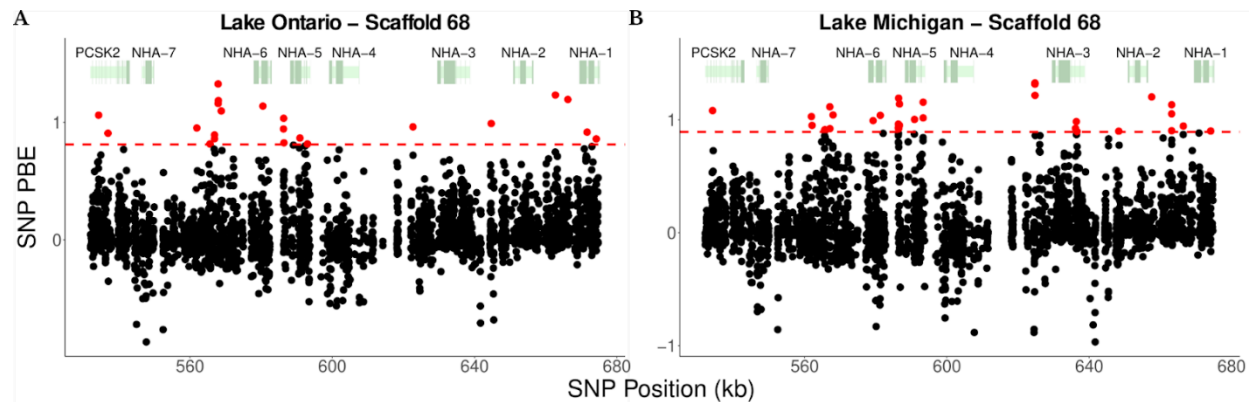 A
Lake Ontario – Scaffold 68
PCSK2 NHA−7 NHA−6 NHA−5 NHA−4 NHA−3 NHA−2 NHA−1
SNP PBE
1
0
560 600 640 680
B
Lake Michigan – Scaffold 68
PCSK2 NHA−7 NHA−6 NHA−5 NHA−4 NHA−3 NHA−2 NHA−1
1
0
−1
560 600 640 680
SNP Position (kb)